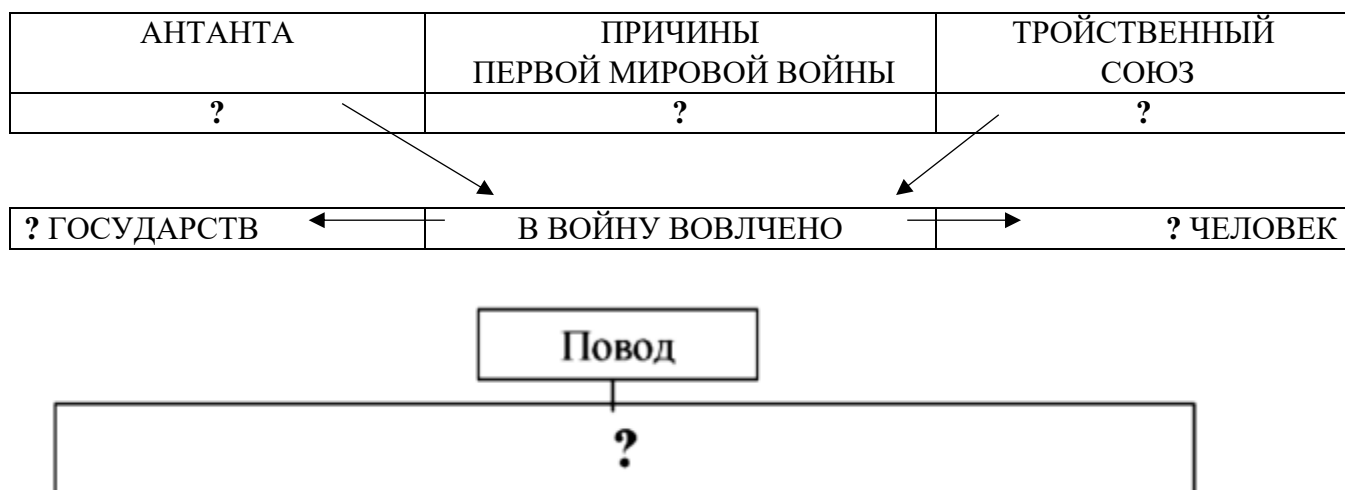 АНТАНТА
ПРИЧИНЫ
ПЕРВОЙ МИРОВОЙ ВОЙНЫ
ТРОЙСТВЕННЫЙ
СОЮЗ
?
?
?
? ГОСУДАРСТВ
В ВОЙНУ ВОВЛЧЕНО
? ЧЕЛОВЕК
Повод
?